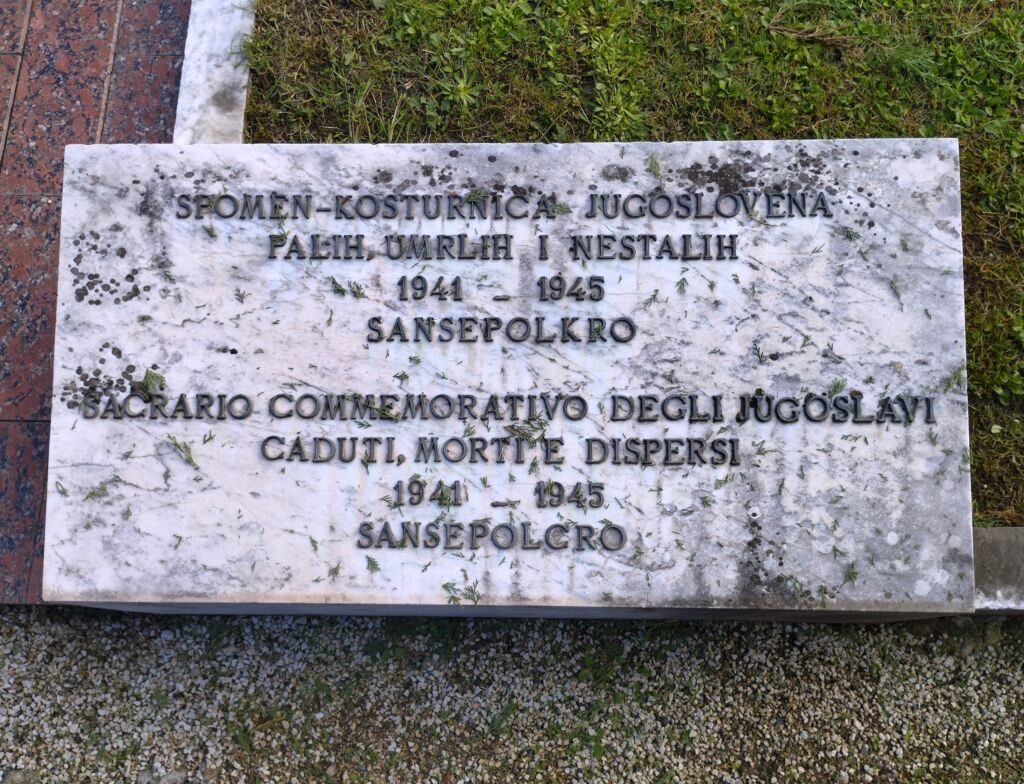 SPOMEN-KOSTURNICA JUGOSLOVENA
PALIH, UMRLIH I NESTALIH
1941 - 1945
SANSEPOLKRO
SACRARIO COMMEMORATIVO DEGLI JUGOSLAVI
CADUTI, MORTI E DISPERSI
1941 - 1945
SANSEPOLCRO